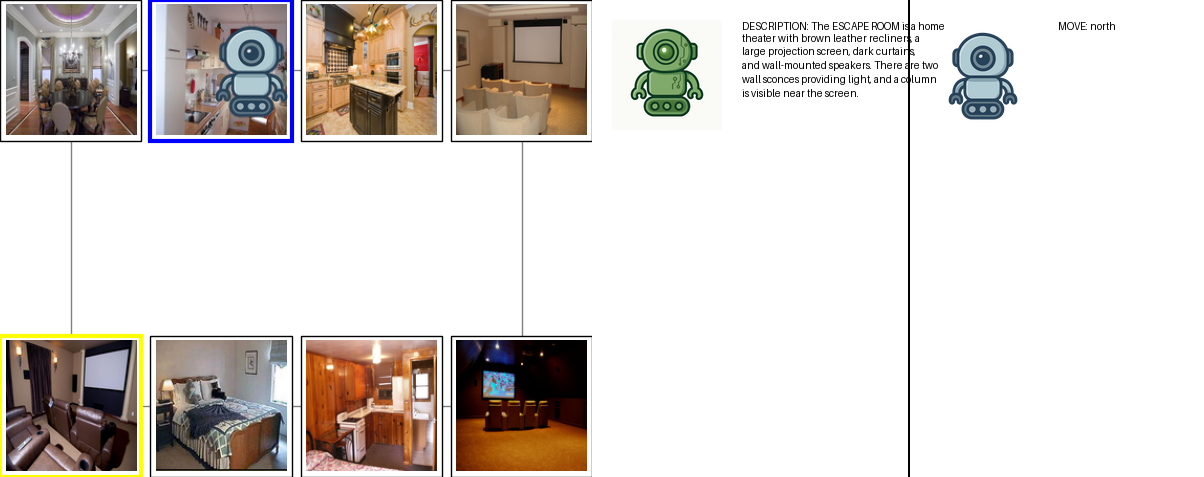 DESCRIPTION: The ESCAPE ROOM is a home
theater with brown leather recliners, a
large projection screen, dark curtains,
and wall-mounted speakers. There are two
wall sconces providing light, and a column
is visible near the screen.
MOVE: north